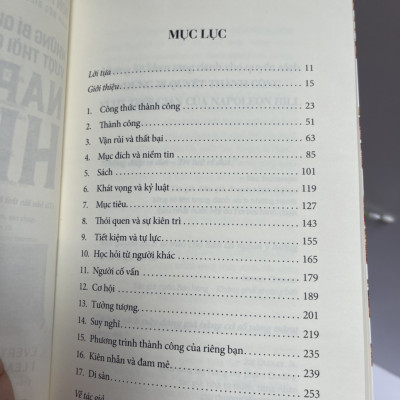 MỤC LỤC
Lời tựa 11
Giới thiệu 15
1. Công thức thành công 23
2. Thành công 51
3. Vận rủi và thất bại 63
4. Mục đích và niềm tin 85
5. Sách 101
6. Khát vọng và kỷ luật 119
7. Mục tiêu 127
8. Thói quen và sự kiên trì 143
9. Tiết kiệm và tự lực 155
10. Học hỏi từ người khác 165
11. Người cố vấn 179
12. Cơ hội 189
13. Tưởng tượng 201
14. Suy nghĩ 219
15. Phương trình thành công của riêng bạn 235
16. Kiên nhẫn và đam mê 239
17. Di sản 253
Về tác giả